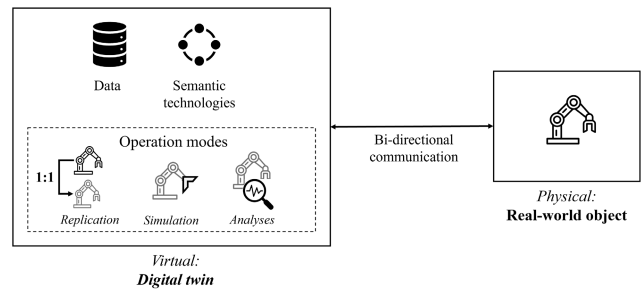 Data
Semantic
technologies
Operation modes
1:1
Replication
Simulation
Analyses
Bi-directional
communication
Physical:
Real-world object
Virtual:
Digital twin